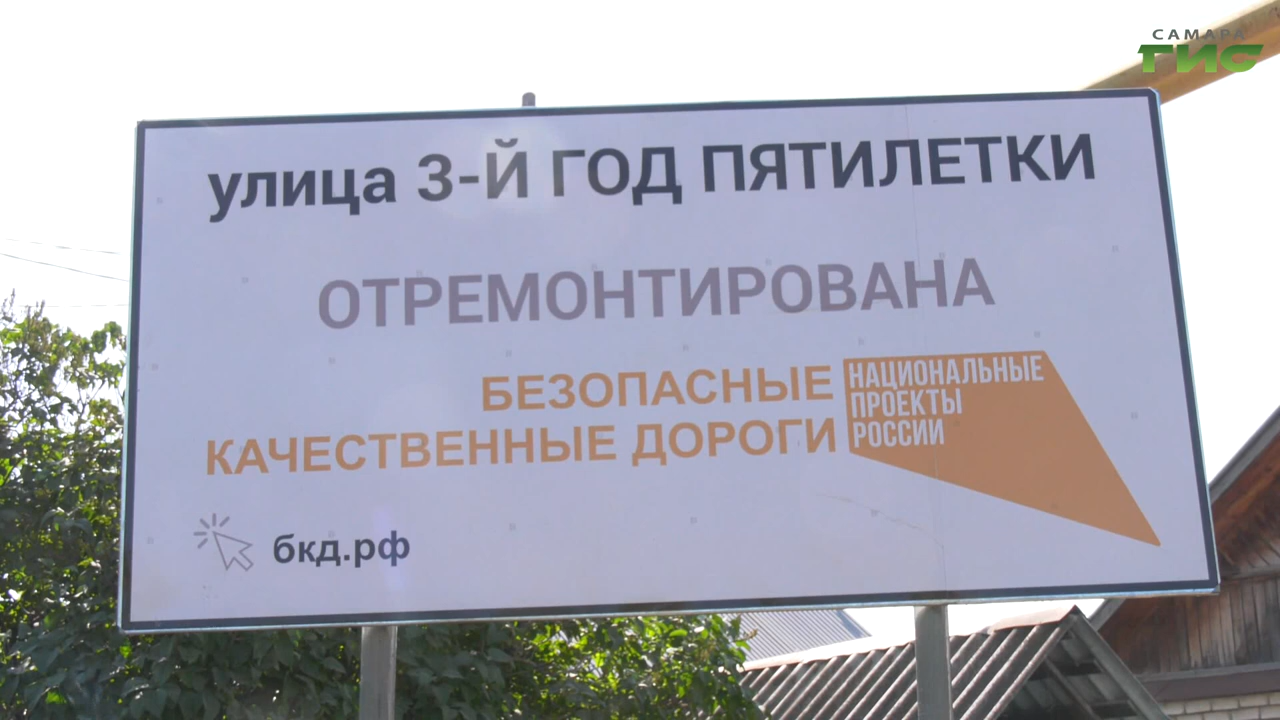 САМАРА
ГИС
улица 3-Й ГОД ПЯТИЛЕТКИ
ОТРЕМОНТИРОВАНА
БЕЗОПАСНЫЕ
КАЧЕСТВЕННЫЕ ДОРОГИ
НАЦИОНАЛЬНЫЕ
ПРОЕКТЫ
РОССИИ
бкд.рф